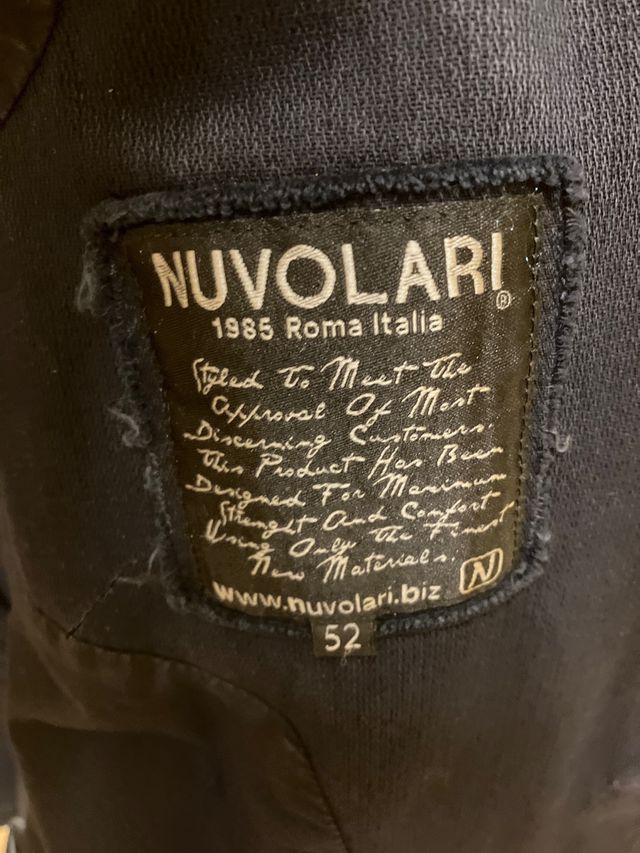 NUVOLARI®
1985 Roma Italia
Styled To Meet The
Approval Of Most
Discerning Customers.
This Product Has Been
Designed For Maximum
Strenght And Comfort
Using Only The Finest
New Materials.
N
www.nuvolari.biz
52